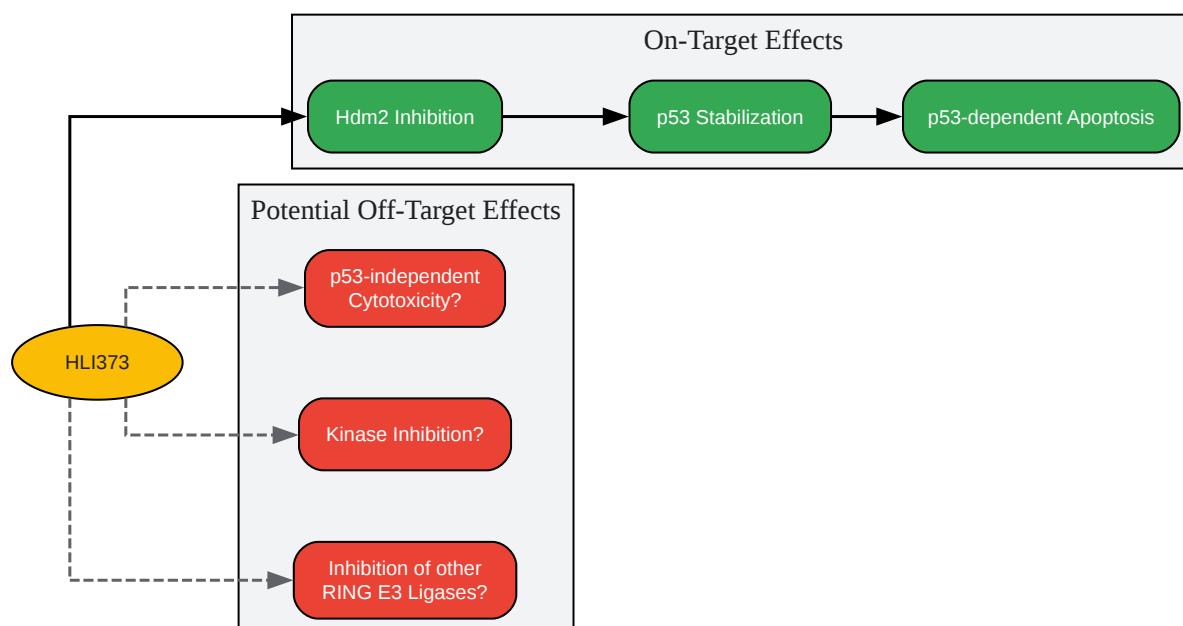 On-Target Effects
Hdm2 Inhibition
p53 Stabilization
p53-dependent Apoptosis
Potential Off-Target Effects
p53-independent
Cytotoxicity?
HLI373
Kinase Inhibition?
Inhibition of other
RING E3 Ligases?